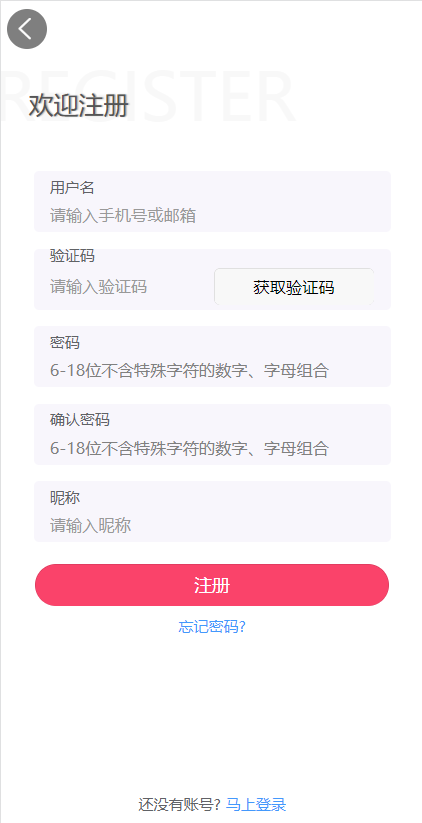 REGISTER
欢迎注册
用户名
请输入手机号或邮箱
验证码
请输入验证码
获取验证码
密码
6-18位不含特殊字符的数字、字母组合
确认密码
6-18位不含特殊字符的数字、字母组合
昵称
请输入昵称
注册
忘记密码?
还没有账号? 马上登录